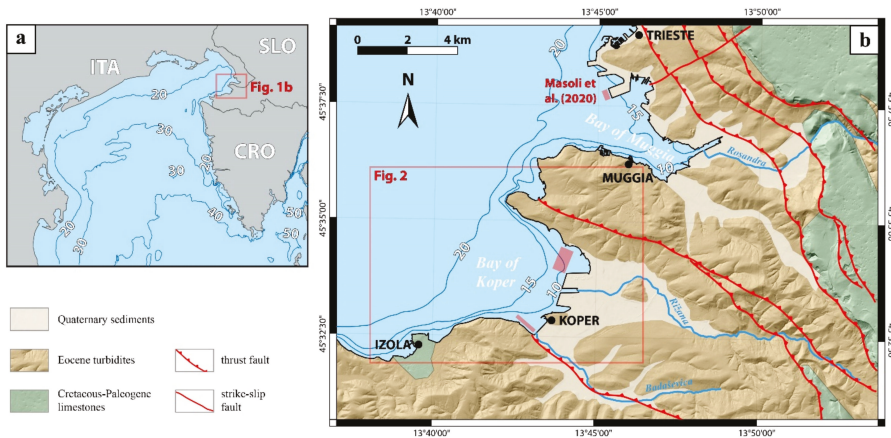 a
ITA
SLO
CRO
Fig. 1b
20
30
30
20
40
20
30
50
50
Quaternary sediments
Eocene turbidites
Cretacous-Paleogene
limestones
thrust fault
strike-slip
fault
13°40'00"
13°45'00"
13°50'00"
b
0 2 4 km
N
20
TRIESTE
Masoli et
al. (2020)
15
Bay of Muggia
10
Rosandra
MUGGIA
Fig. 2
20
Bay of
Koper
15
10
KOPER
IZOLA
Rižana
Badaševica
45°37'30"
45°35'00"
45°32'30"
13°40'00"
13°45'00"
13°50'00"